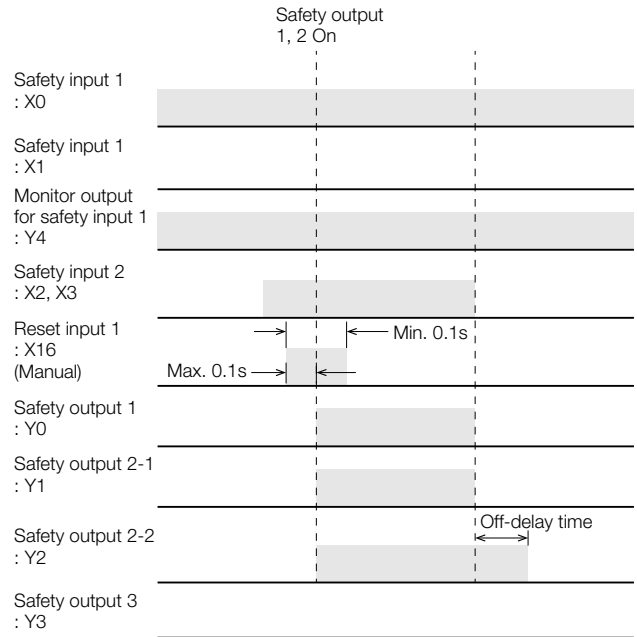 Safety output
1, 2 On
Safety input 1
: X0
Safety input 1
: X1
Monitor output
for safety input 1
: Y4
Safety input 2
: X2, X3
Reset input 1
: X16
(Manual)
Min. 0.1s
Max. 0.1s
Safety output 1
: Y0
Safety output 2-1
: Y1
Safety output 2-2
: Y2
Off-delay time
Safety output 3
: Y3